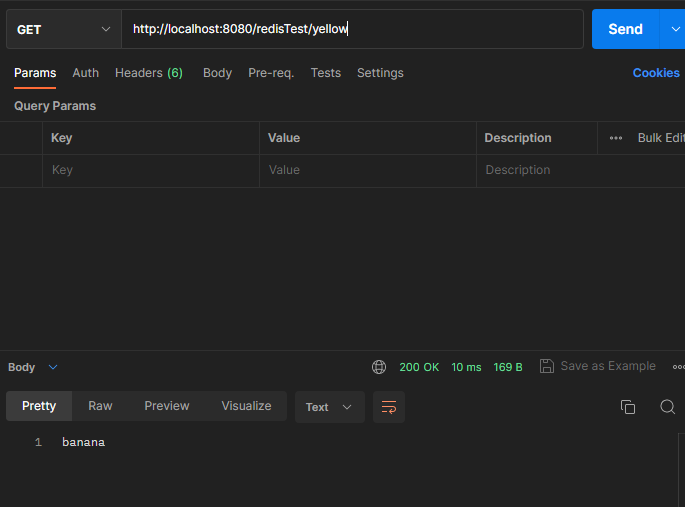 GET http://localhost:8080/redisTest/yellow Send
Params Auth Headers (6) Body Pre-req. Tests Settings Cookies
Query Params
Key Value Description Bulk Edit
Key Value Description
Body 200 OK 10 ms 169 B Save as Example
Pretty Raw Preview Visualize Text
1 banana